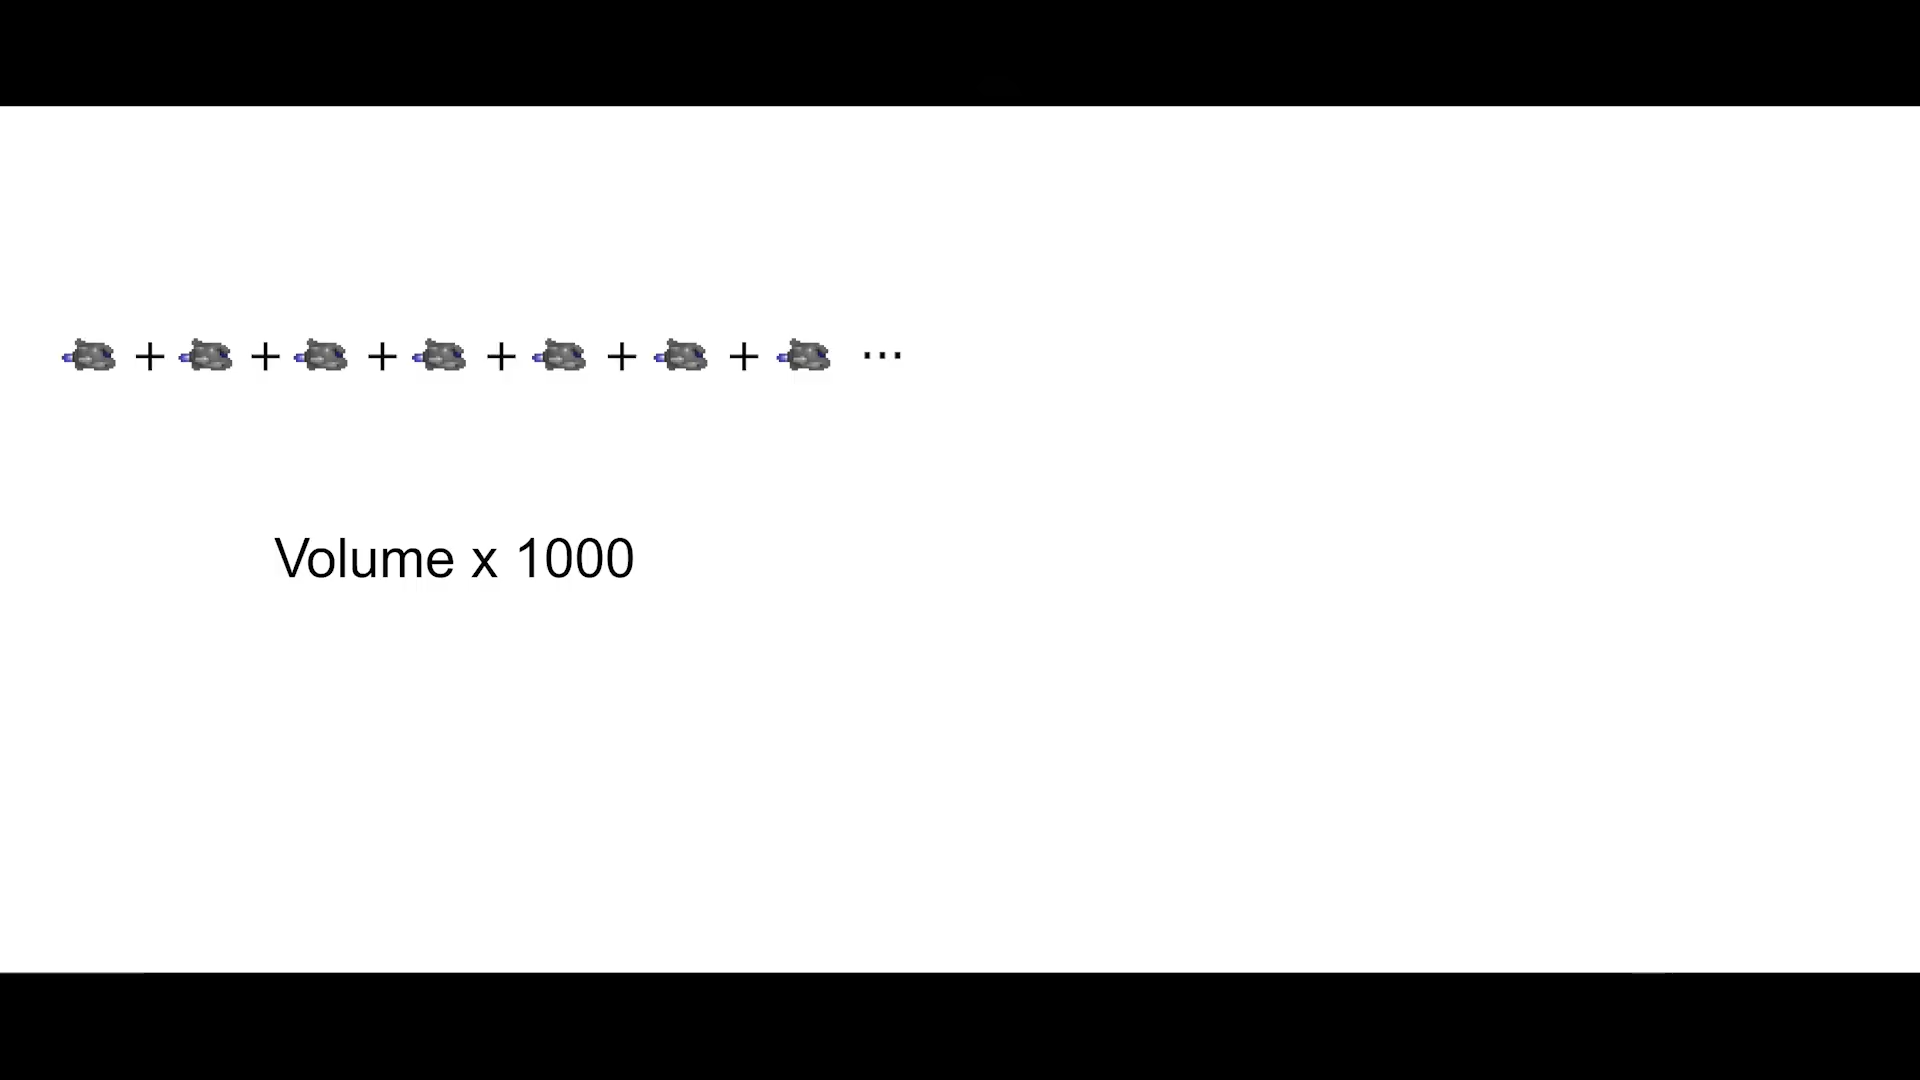 + + + + + + ...
Volume x 1000